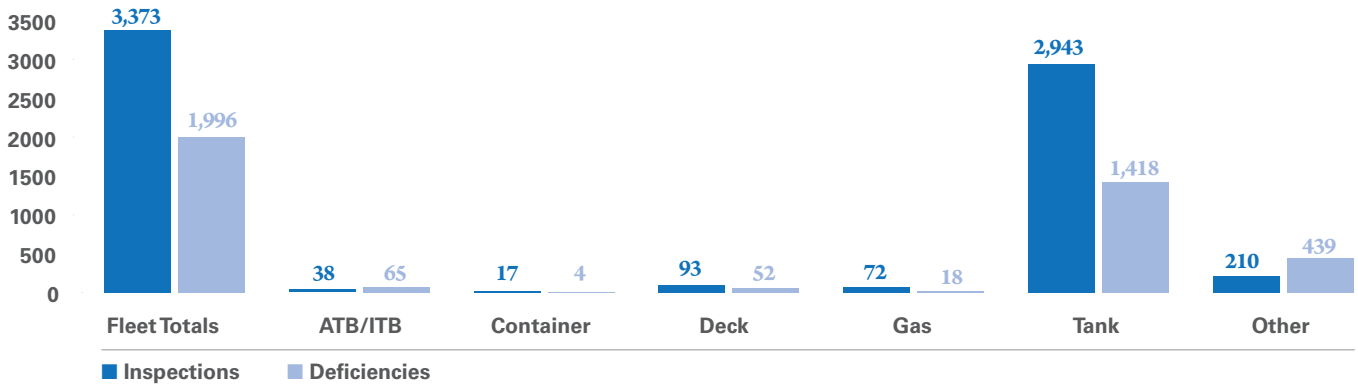 3500
3000
2500
2000
1500
1000
500
0
3,373
1,996
38
65
17
4
93
52
72
18
2,943
1,418
210
439
Fleet Totals
ATB/ITB
Container
Deck
Gas
Tank
Other
Inspections
Deficiencies